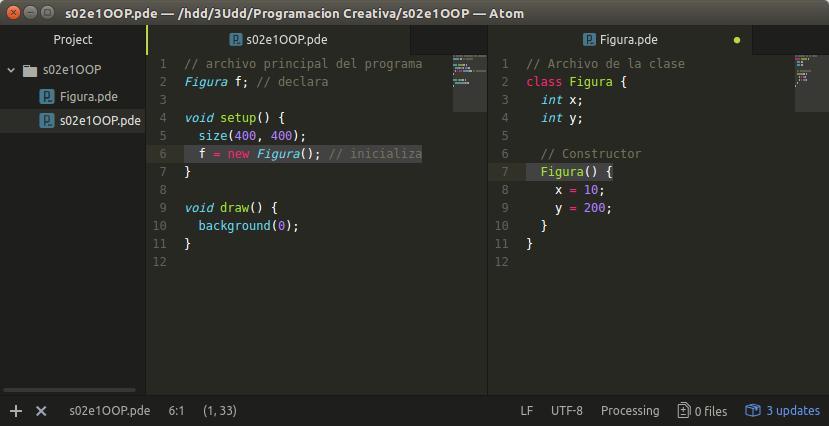 s02e1OOP.pde — /hdd/3Udd/Programacion Creativa/s02e1OOP — Atom
Project
s02e1OOP
Figura.pde
s02e1OOP.pde
s02e1OOP.pde
1 // archivo principal del programa
2 Figura f; // declara
3
4 void setup() {
5 size(400, 400);
6 f = new Figura(); // inicializa
7 }
8
9 void draw() {
10 background(0);
11 }
12
Figura.pde
1 // Archivo de la clase
2 class Figura {
3 int x;
4 int y;
5
6 // Constructor
7 Figura() {
8 x = 10;
9 y = 200;
10 }
11 }
12
s02e1OOP.pde 6:1 (1, 33) LF UTF-8 Processing 0 files 3 updates